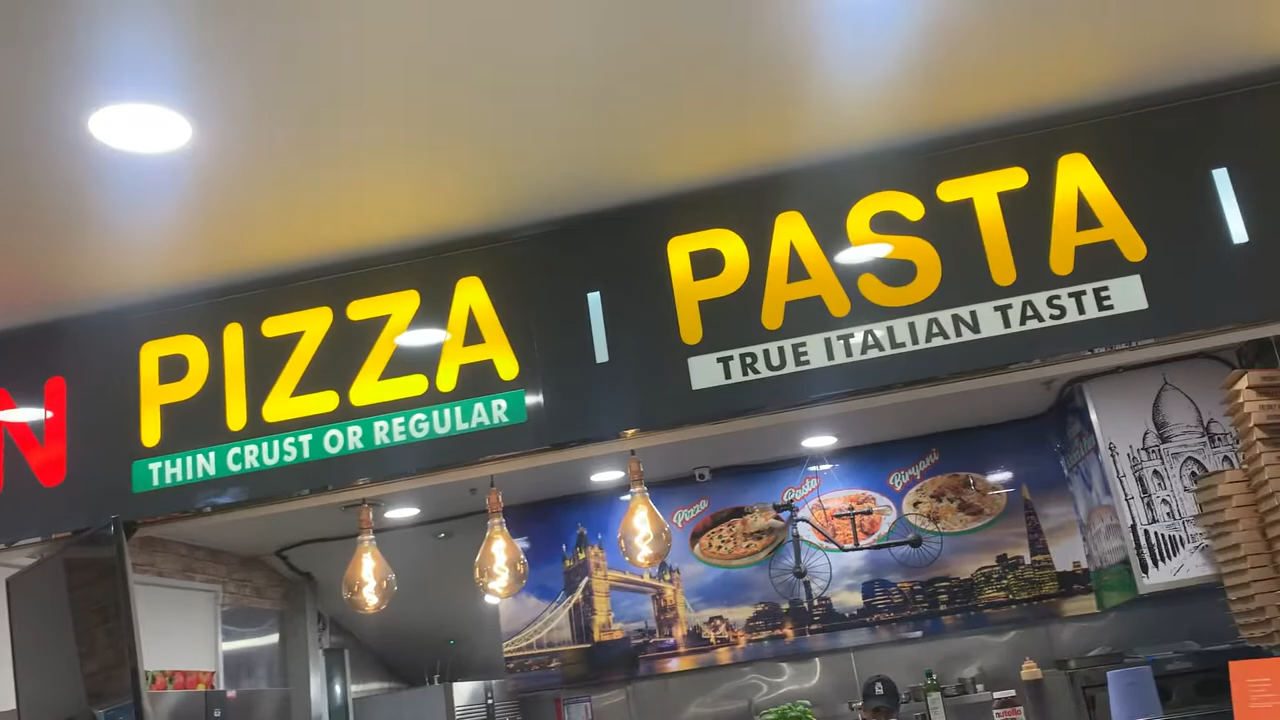 N
PIZZA
THIN CRUST OR REGULAR
PASTA
TRUE ITALIAN TASTE
Pizza
Pasta
Biryani
nutella